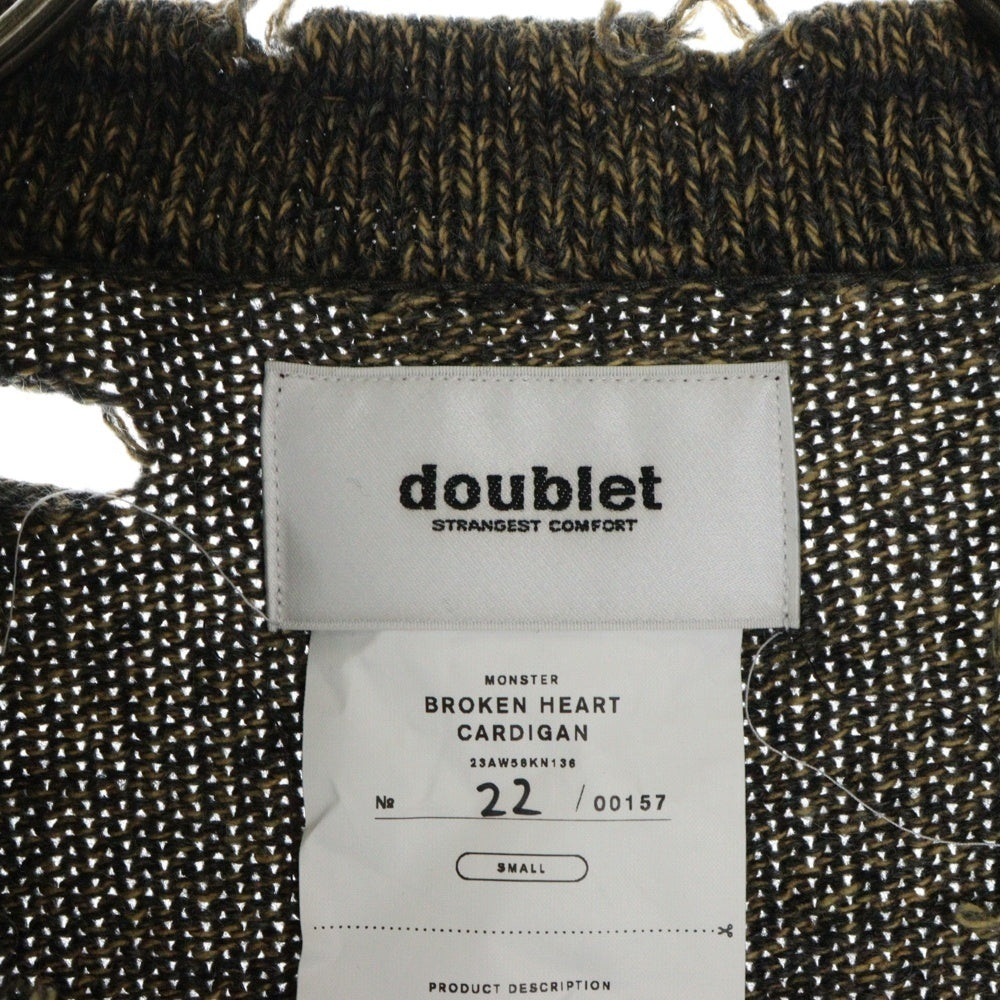 doublet
STRANGEST COMFORT
MONSTER
BROKEN HEART
CARDIGAN
23AW56KN136
№ 22 / 00157
SMALL
PRODUCT DESCRIPTION